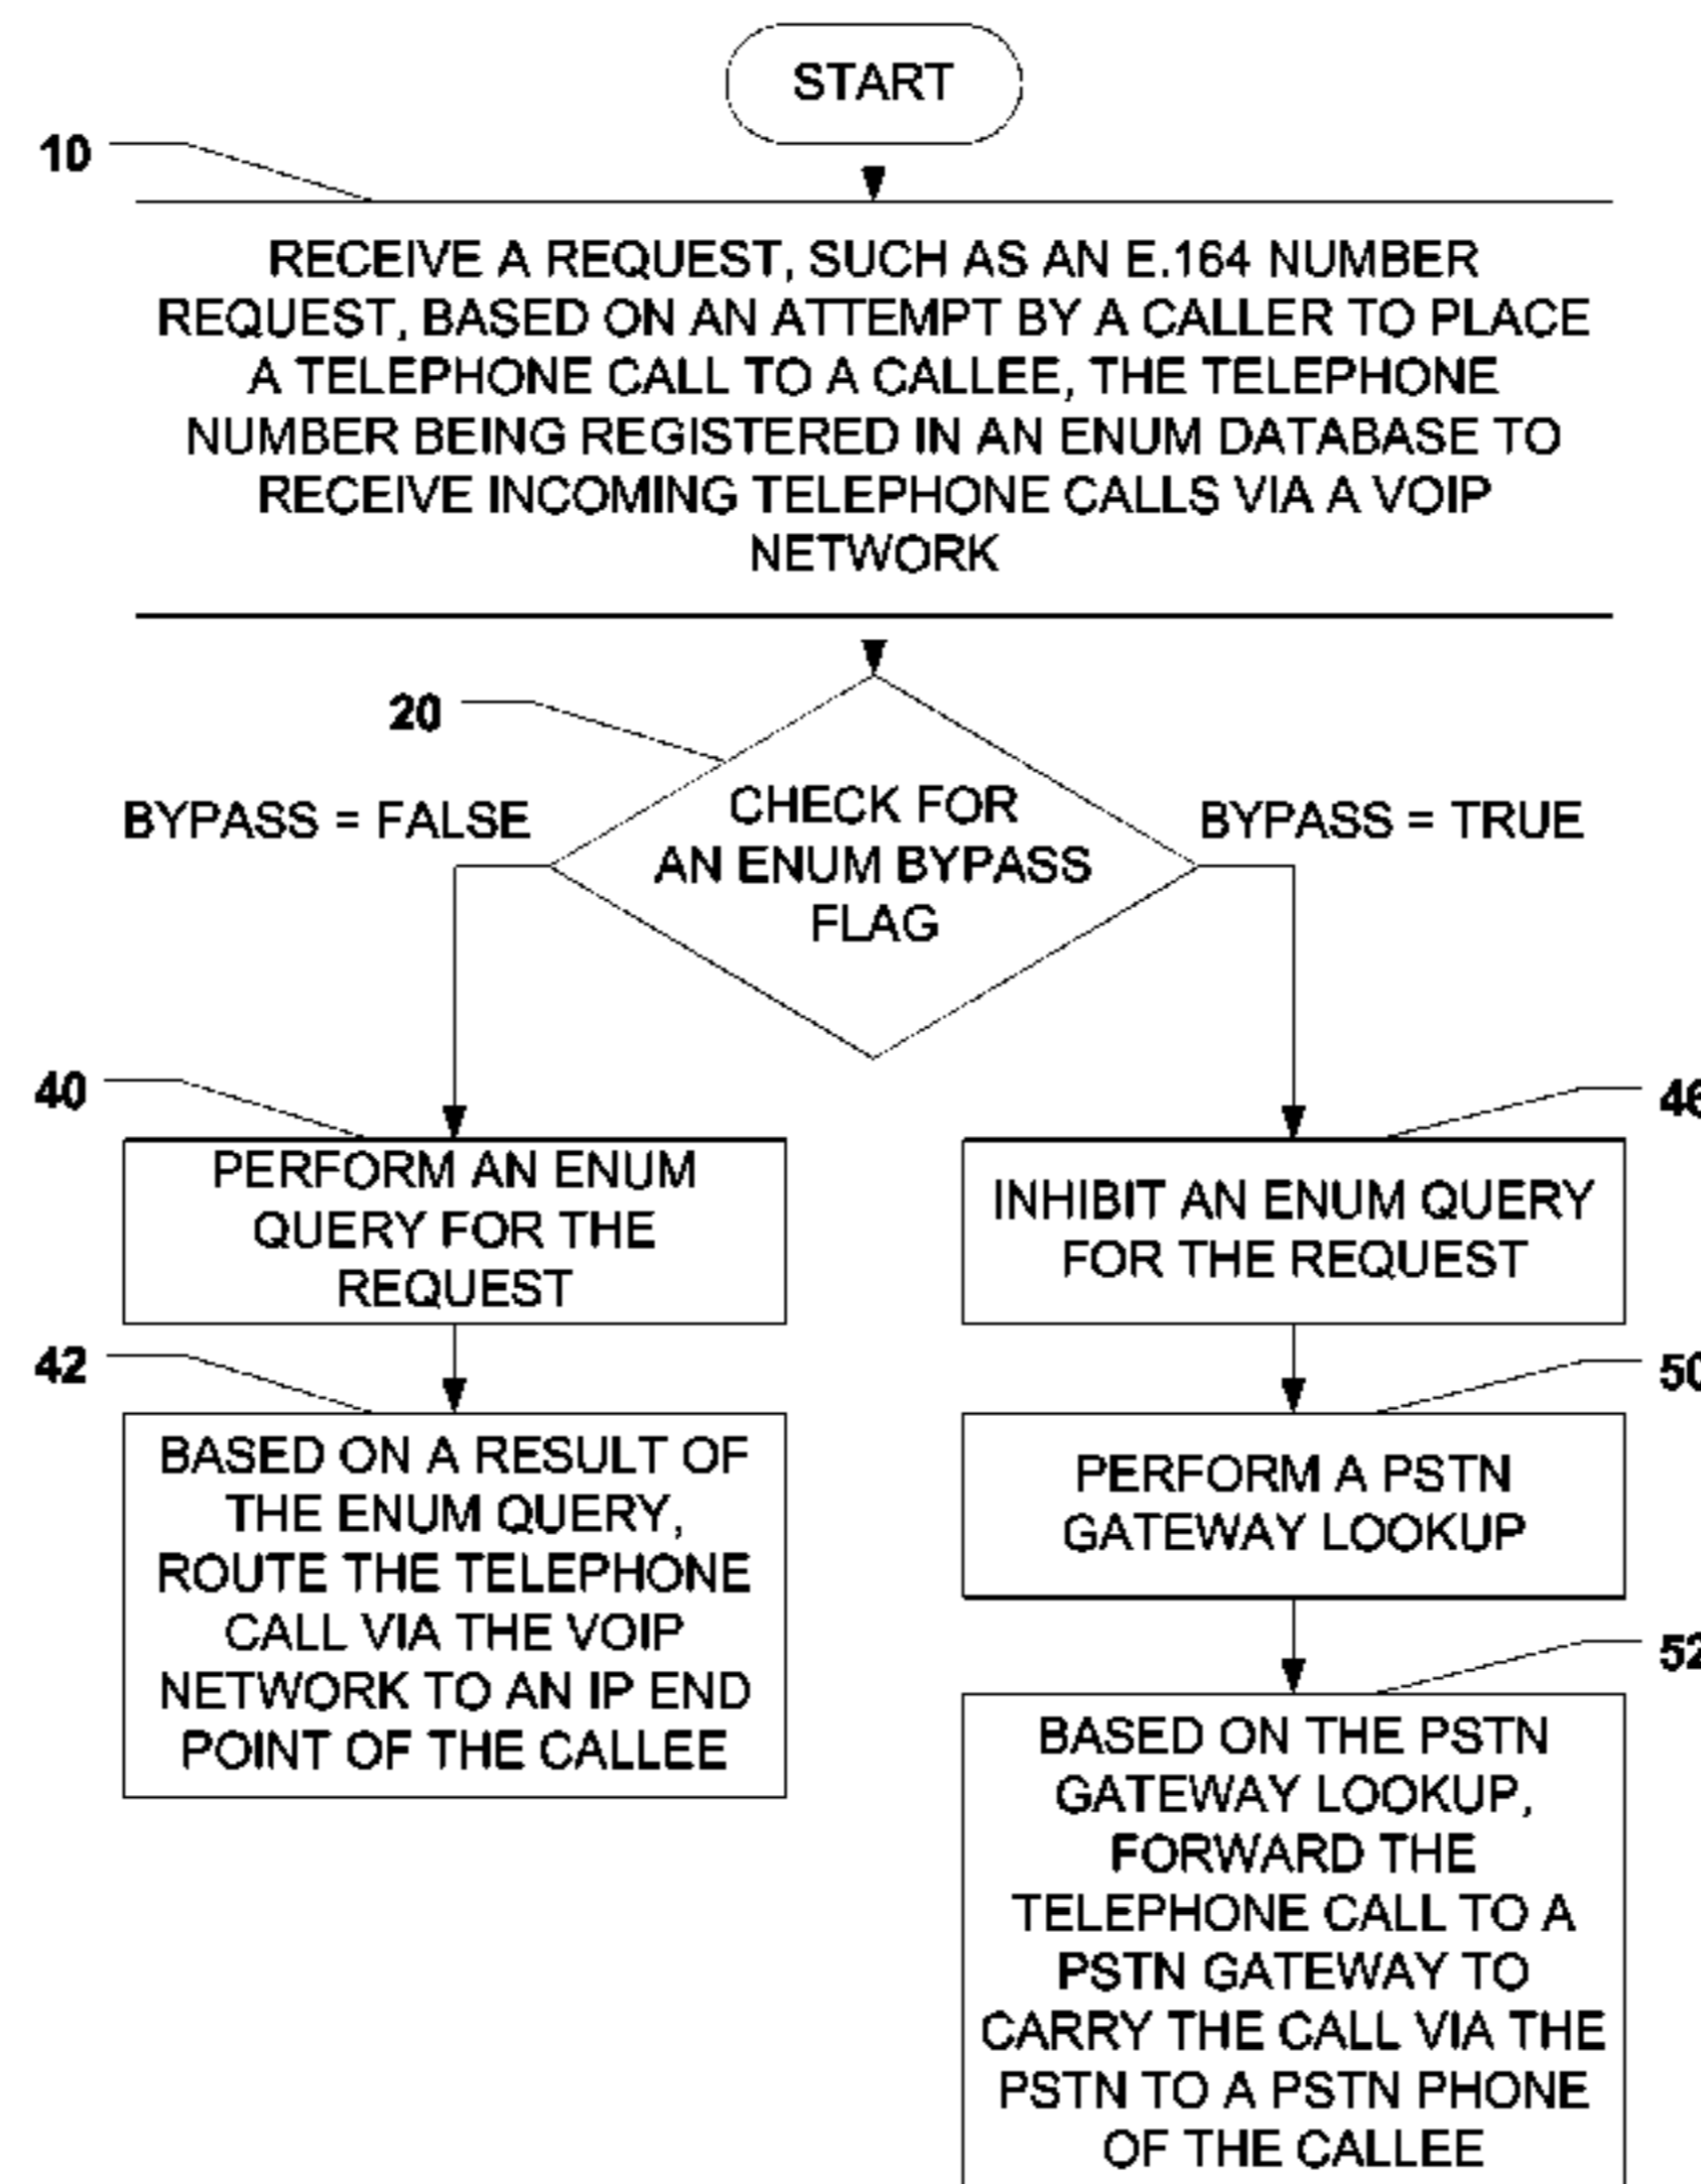 START
10
RECEIVE A REQUEST, SUCH AS AN E.164 NUMBER
REQUEST, BASED ON AN ATTEMPT BY A CALLER TO PLACE
A TELEPHONE CALL TO A CALLEE, THE TELEPHONE
NUMBER BEING REGISTERED IN AN ENUM DATABASE TO
RECEIVE INCOMING TELEPHONE CALLS VIA A VOIP
NETWORK
20
BYPASS = FALSE
CHECK FOR
AN ENUM BYPASS
FLAG
BYPASS = TRUE
40
PERFORM AN ENUM
QUERY FOR THE
REQUEST
42
BASED ON A RESULT OF
THE ENUM QUERY,
ROUTE THE TELEPHONE
CALL VIA THE VOIP
NETWORK TO AN IP END
POINT OF THE CALLEE
46
INHIBIT AN ENUM QUERY
FOR THE REQUEST
50
PERFORM A PSTN
GATEWAY LOOKUP
52
BASED ON THE PSTN
GATEWAY LOOKUP,
FORWARD THE
TELEPHONE CALL TO A
PSTN GATEWAY TO
CARRY THE CALL VIA THE
PSTN TO A PSTN PHONE
OF THE CALLEE